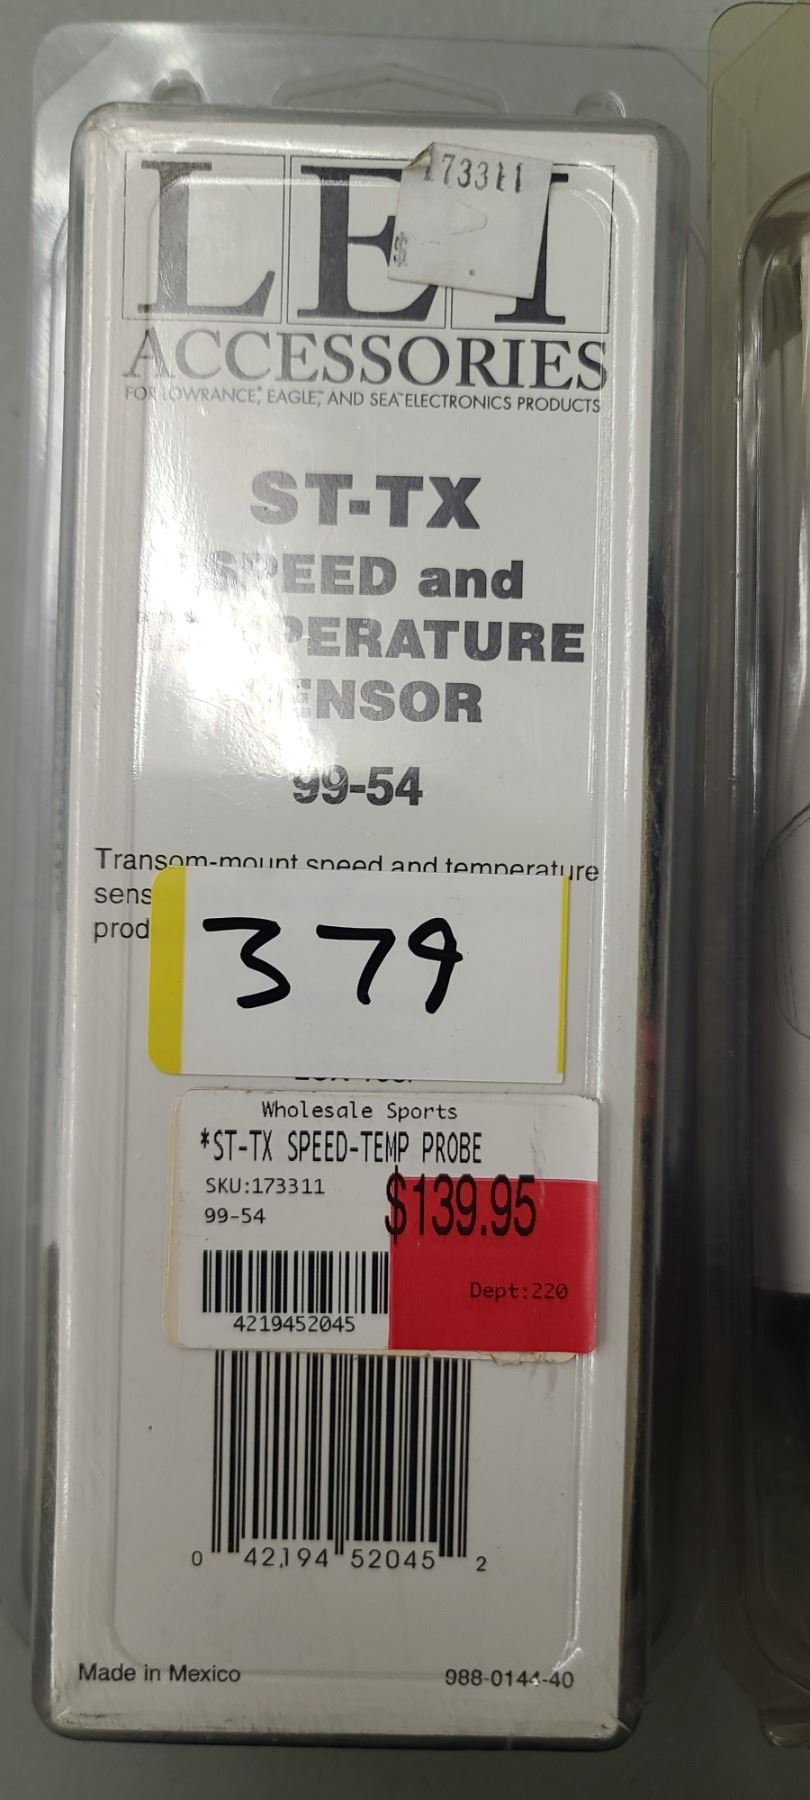 173311
$
LEI
ACCESSORIES
FOR LOWRANCE, EAGLE, AND SEA ELECTRONICS PRODUCTS
ST-TX
SPEED and
TEMPERATURE
SENSOR
99-54
Transom-mount speed and temperature
sens
prod
379
Wholesale Sports
*ST-TX SPEED-TEMP PROBE
SKU:173311
$139.95
99-54
Dept:220
4219452045
0 42194 52045 2
Made in Mexico
988-0144-40